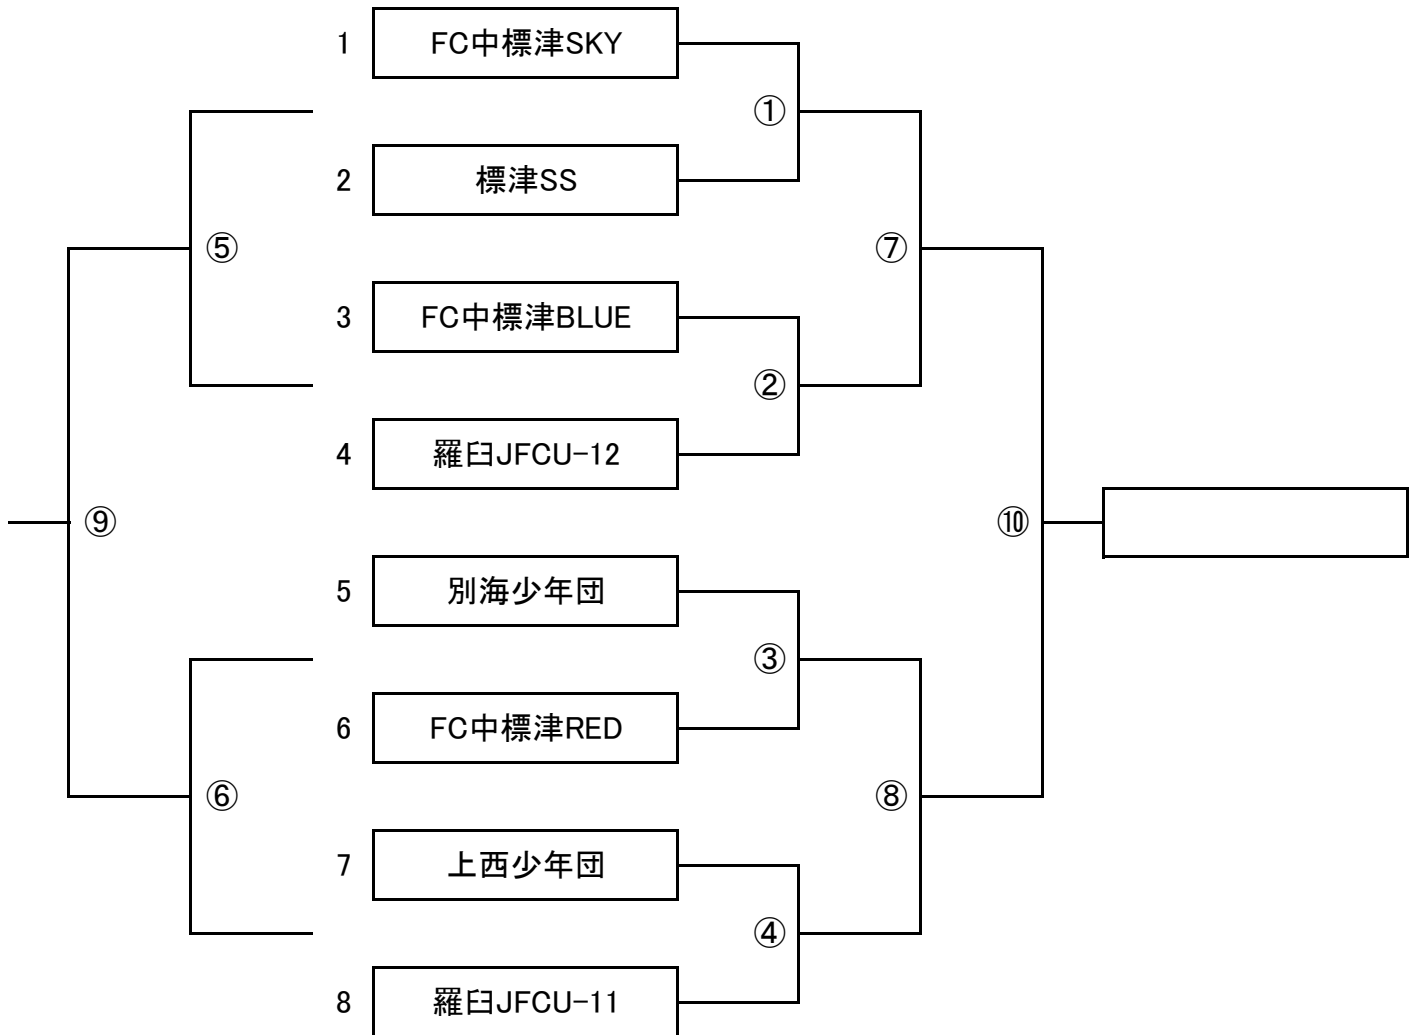 1 FC中標津SKY
①
2 標津SS
⑤
⑦
3 FC中標津BLUE
②
4 羅臼JFCU-12
⑨
⑩
5 別海少年団
③
6 FC中標津RED
⑥
⑧
7 上西少年団
④
8 羅臼JFCU-11